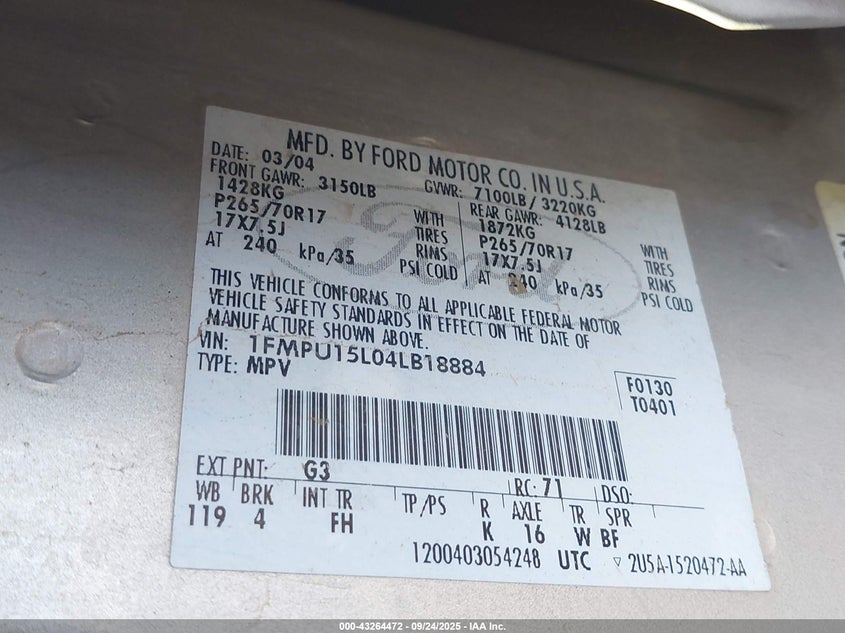 MFD. BY FORD MOTOR CO. IN U.S.A.
DATE: 03/04 GVWR: 7100LB / 3220KG
FRONT GAWR: 3150LB REAR GAWR: 4128LB
1428KG 1872KG
P265/70R17 WITH TIRES P265/70R17 WITH TIRES
17X7.5J RIMS 17X7.5J RIMS
AT 240 kPa/35 PSI COLD AT 240 kPa/35 PSI COLD
Ford
THIS VEHICLE CONFORMS TO ALL APPLICABLE FEDERAL MOTOR
VEHICLE SAFETY STANDARDS IN EFFECT ON THE DATE OF
MANUFACTURE SHOWN ABOVE.
VIN: 1FMPU15L04LB18884
TYPE: MPV
F0130
T0401
EXT PNT: G3 RC: 71 DSO:
WB BRK INT TR TP/PS R AXLE TR SPR
119 4 FH K 16 W BF
1200403054248 UTC ▽ 2U5A-1520472-AA
000-43264472 - 09/24/2025 - IAA Inc.